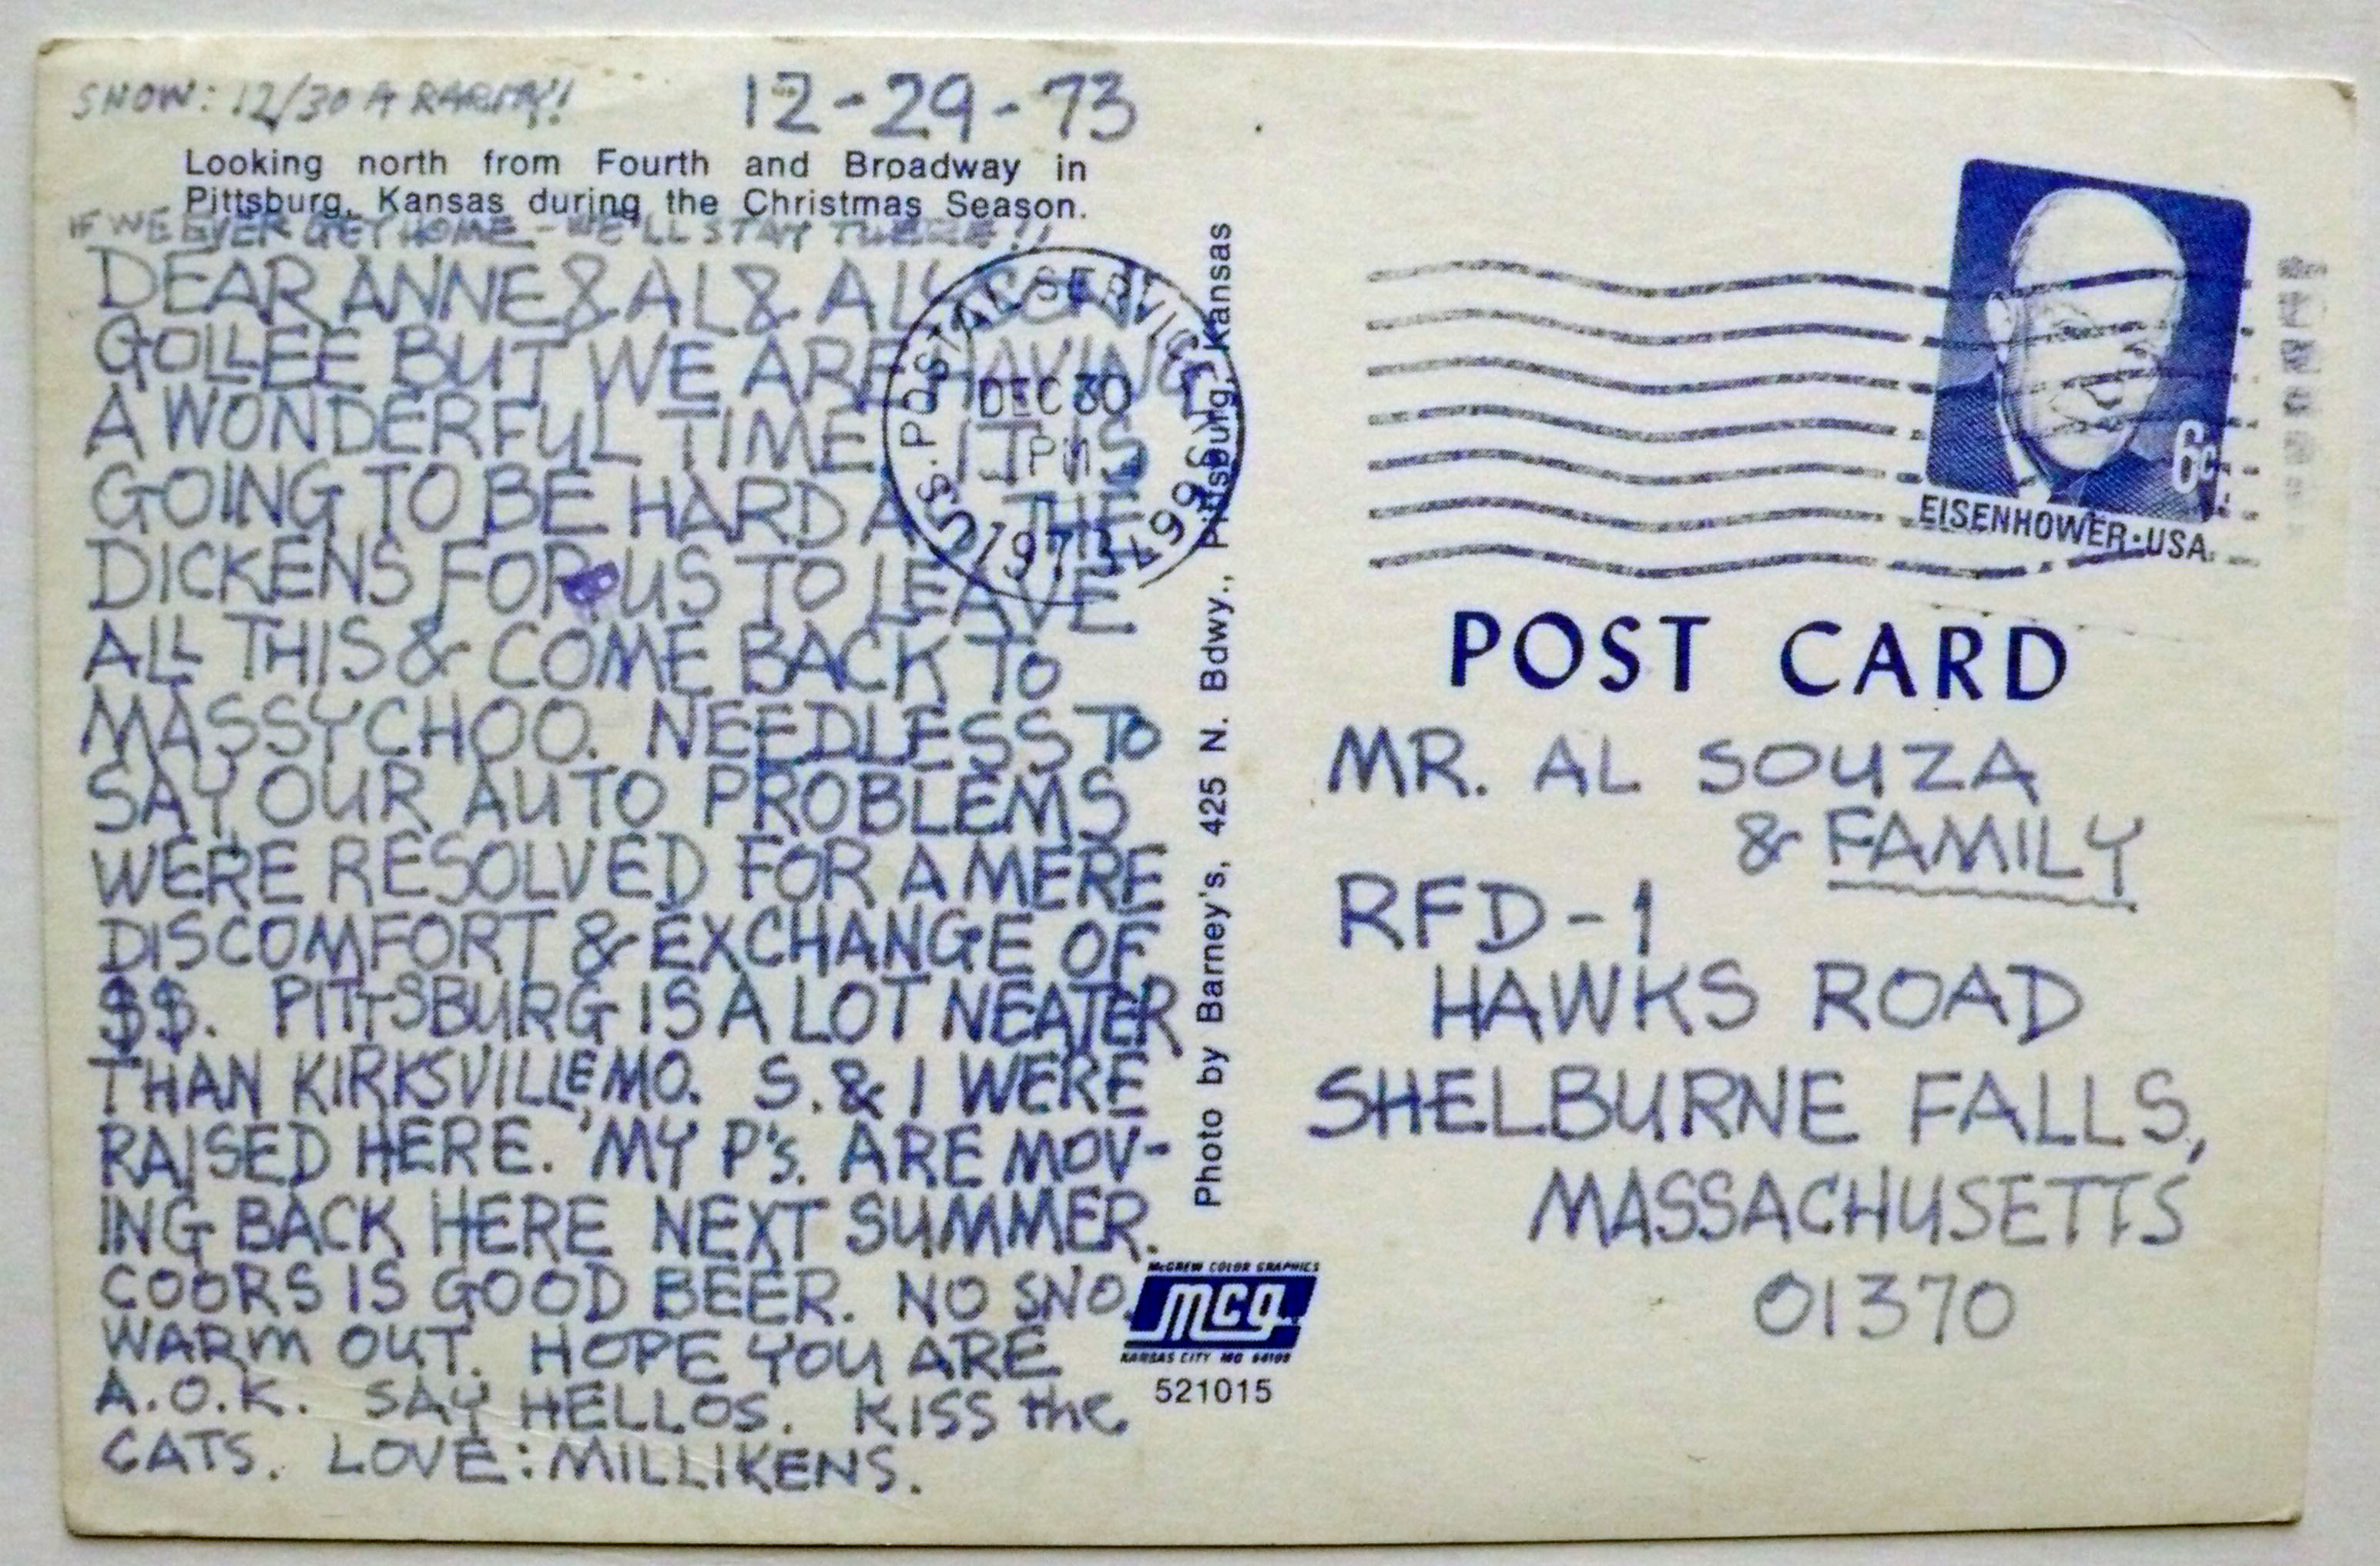 SNOW: 12/30 A RARITY!!
12-29-73
Looking north from Fourth and Broadway in
Pittsburg, Kansas during the Christmas Season.
IF WE EVER GET HOME - WE'LL STAY THERE!!
DEAR ANNE & AL & ALYSSON
GOLLEE BUT WE ARE HAVING
A WONDERFUL TIME. IT IS
GOING TO BE HARD AS THE
DICKENS FOR US TO LEAVE
ALL THIS & COME BACK TO
MASSYCHOO. NEEDLESS TO
SAY OUR AUTO PROBLEMS
WERE RESOLVED FOR A MERE
DISCOMFORT & EXCHANGE OF
$$. PITTSBURG IS A LOT NEATER
THAN KIRKSVILLE MO. S. & I WERE
RAISED HERE. MY P's. ARE MOV-
ING BACK HERE NEXT SUMMER.
COORS IS GOOD BEER. NO SNO.
WARM OUT. HOPE YOU ARE
A.O.K. SAY HELLOS. KISS the
CATS. LOVE: MILLIKENS.
U.S. POSTAL SERVICE
DEC 30
PM
1973
Photo by Barney's, 425 N. Bdwy., Pittsburg, Kansas
McGREW COLOR GRAPHICS
mcg.
KANSAS CITY MO 64108
521015
6c
EISENHOWER·USA
POST CARD
MR. AL SOUZA
& FAMILY
RFD-1
HAWKS ROAD
SHELBURNE FALLS,
MASSACHUSETTS
01370